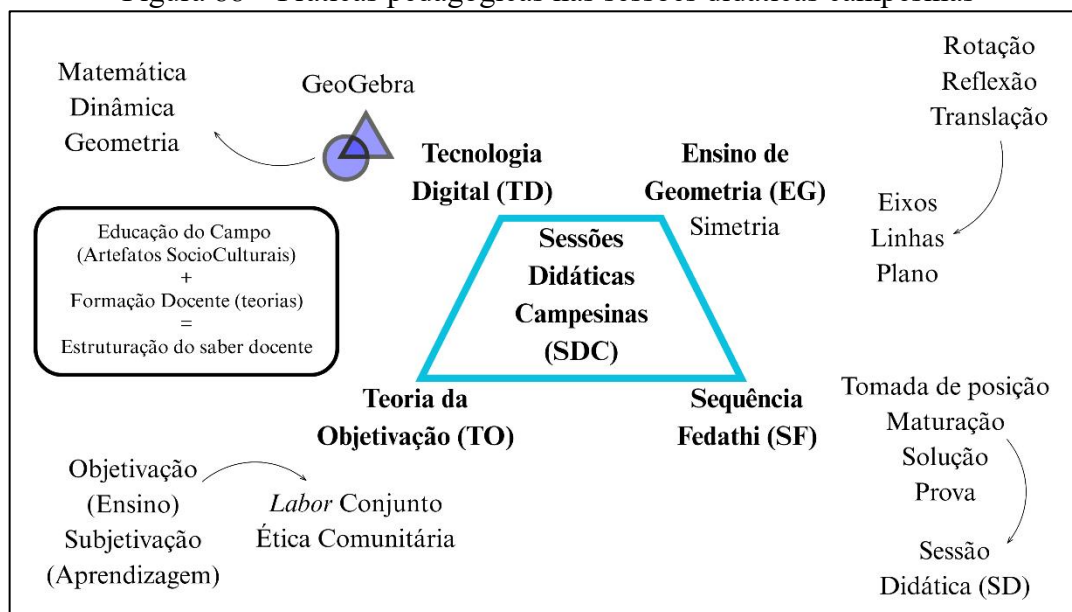 Matemática
Dinâmica
Geometria
GeoGebra
Tecnologia
Digital (TD)
Ensino de
Geometria (EG)
Simetria
Rotação
Reflexão
Translação
Eixos
Linhas
Plano
Educação do Campo
(Artefatos SocioCulturais)
+
Formação Docente (teorias)
=
Estruturação do saber docente
Sessões
Didáticas
Campesinas
(SDC)
Teoria da
Objetivação (TO)
Sequência
Fedathi (SF)
Objetivação
(Ensino)
Subjetivação
(Aprendizagem)
Labor Conjunto
Ética Comunitária
Tomada de posição
Maturação
Solução
Prova
Sessão
Didática (SD)